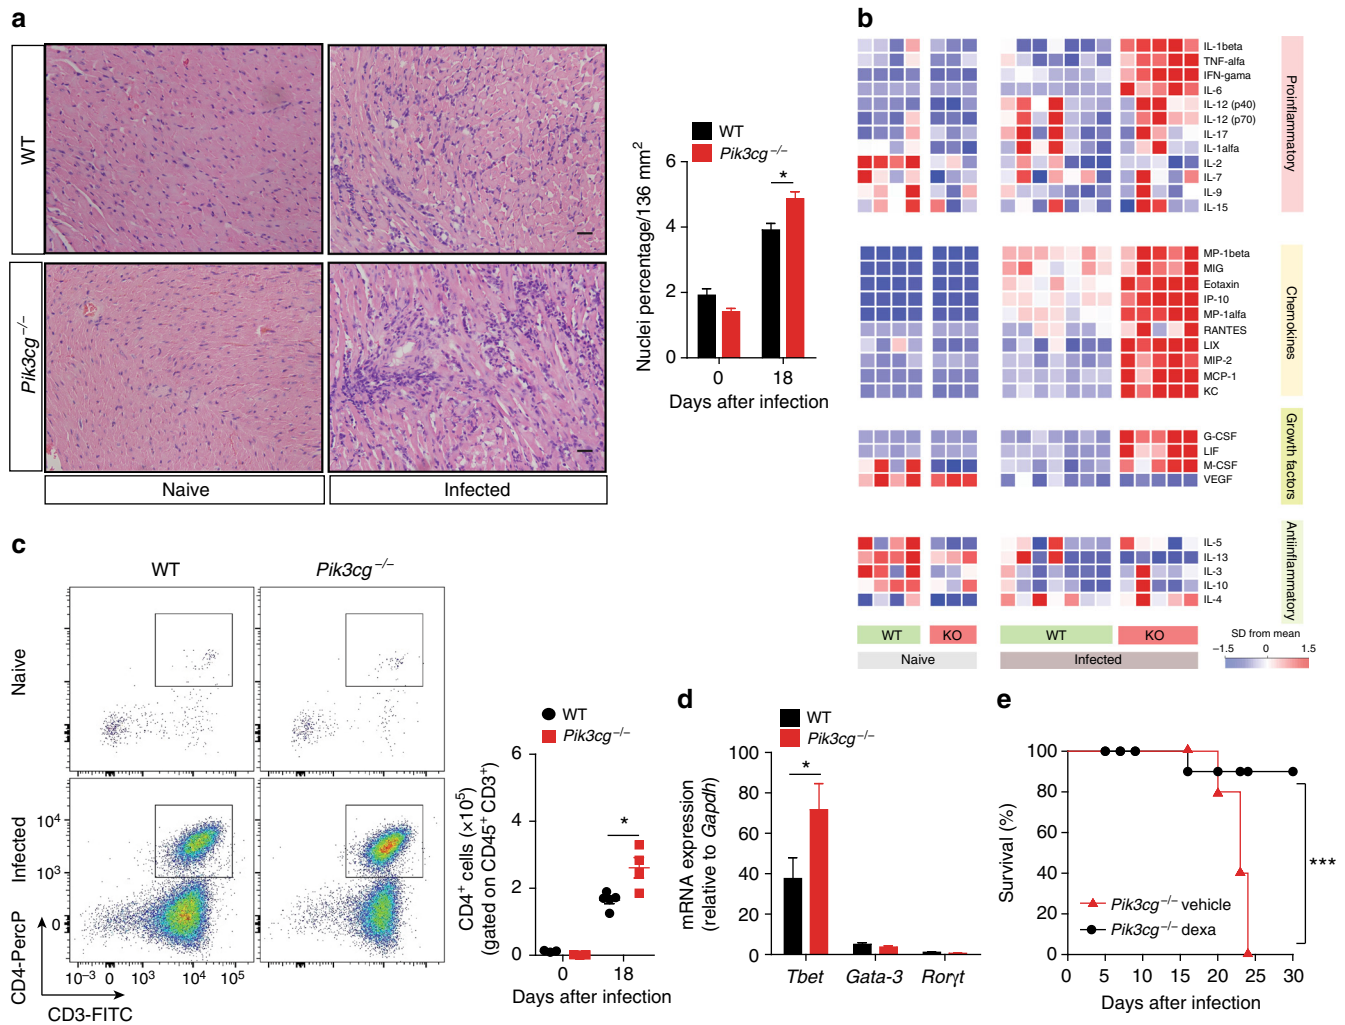 a
WT
Pik3cg−/−
Naive
Infected
WT
Pik3cg−/−
Nuclei percentage/136 mm2
6
4
2
0
*
0
18
Days after infection
b
IL-1beta
TNF-alfa
IFN-gama
IL-6
IL-12 (p40)
IL-12 (p70)
IL-17
IL-1alfa
IL-2
IL-7
IL-9
IL-15
Proinflammatory
MP-1beta
MIG
Eotaxin
IP-10
MP-1alfa
RANTES
LIX
MIP-2
MCP-1
KC
Chemokines
G-CSF
LIF
M-CSF
VEGF
Growth factors
IL-5
IL-13
IL-3
IL-10
IL-4
Antiinflammatory
WT
KO
WT
KO
Naive
Infected
SD from mean
−1.5
0
1.5
c
WT
Pik3cg−/−
Naive
Infected
10^4
10^3
0
CD4-PercP
CD3-FITC
10−3
0
10^3
10^4
10^5
WT
Pik3cg−/−
CD4+ cells (×10^5)
(gated on CD45+ CD3+)
6
4
2
0
*
0
18
Days after infection
d
WT
Pik3cg−/−
mRNA expression
(relative to Gapdh)
100
80
60
40
20
0
*
Tbet
Gata-3
Rorγt
e
Survival (%)
100
80
60
40
20
0
Pik3cg−/− vehicle
Pik3cg−/− dexa
***
0
5
10
15
20
25
30
Days after infection